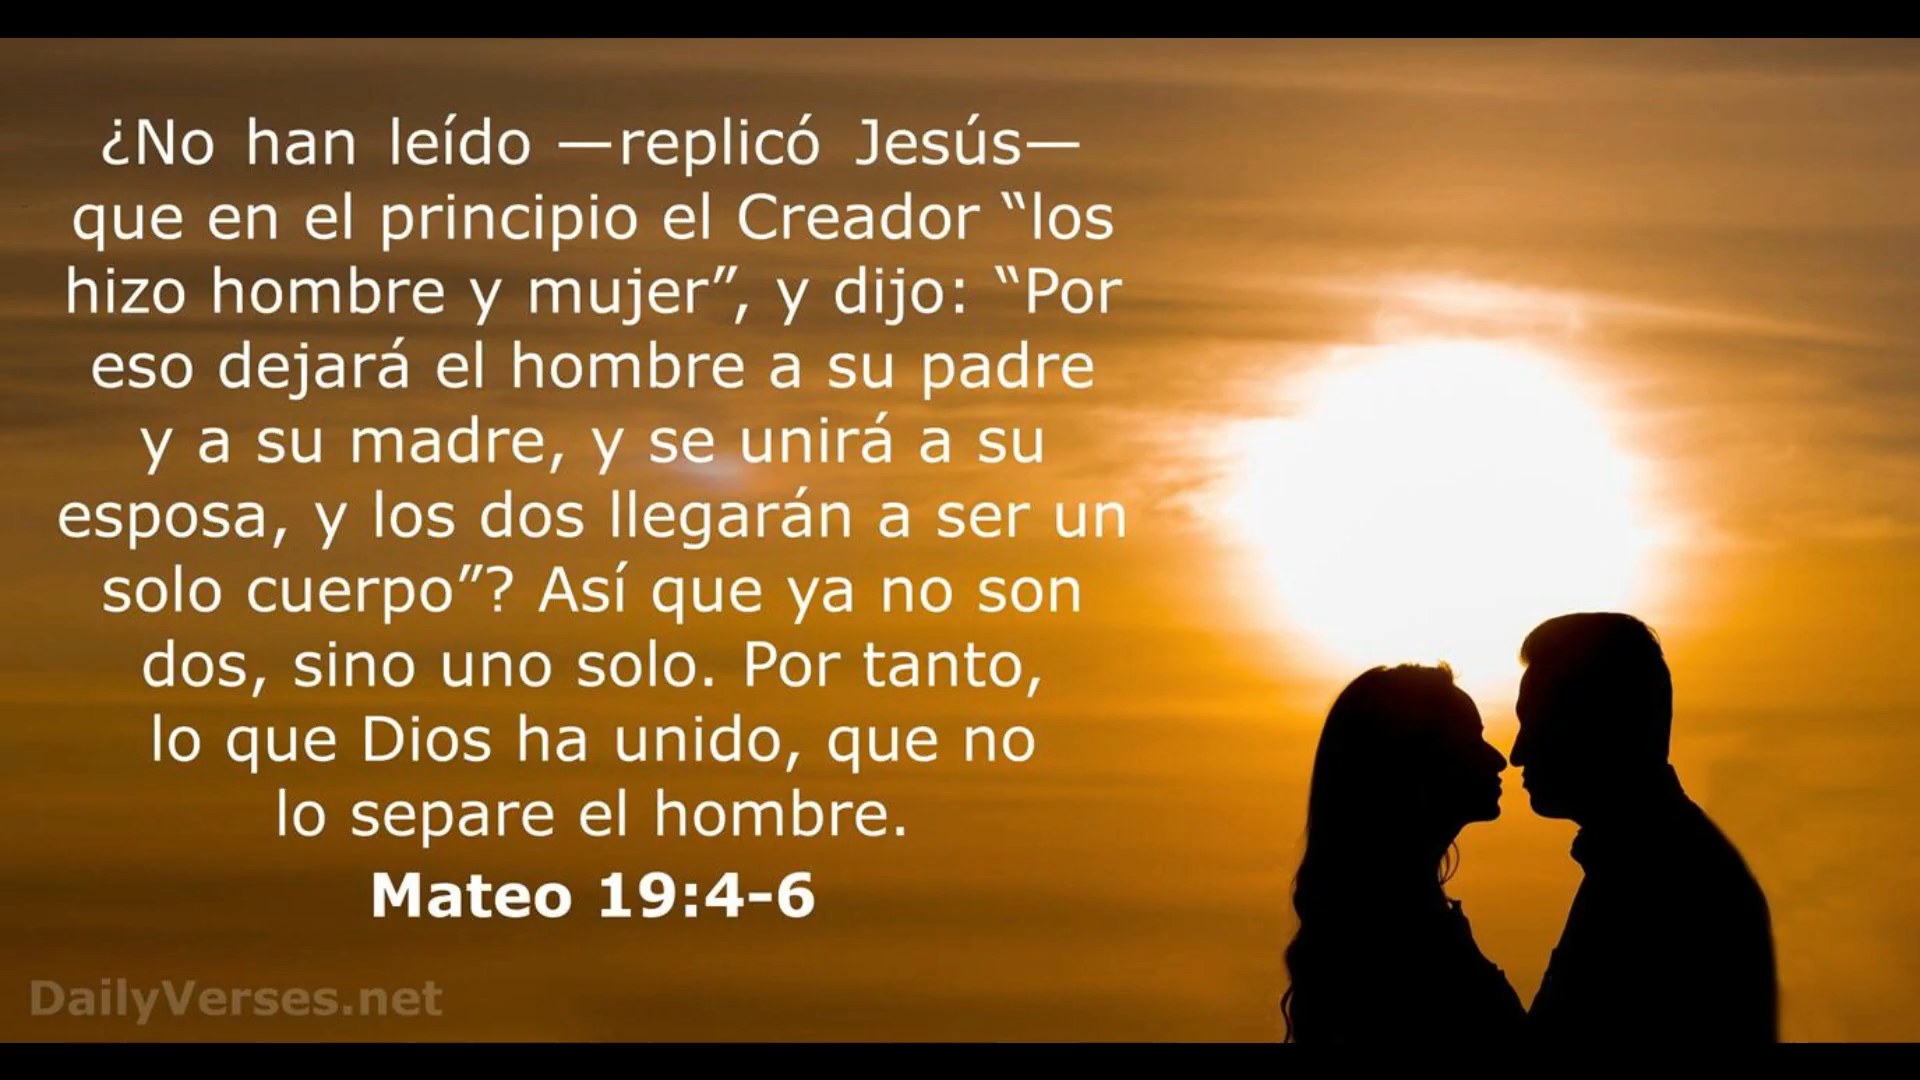 ¿No han leído —replicó Jesús—
que en el principio el Creador “los
hizo hombre y mujer”, y dijo: “Por
eso dejará el hombre a su padre
y a su madre, y se unirá a su
esposa, y los dos llegarán a ser un
solo cuerpo”? Así que ya no son
dos, sino uno solo. Por tanto,
lo que Dios ha unido, que no
lo separe el hombre.
Mateo 19:4-6
DailyVerses.net